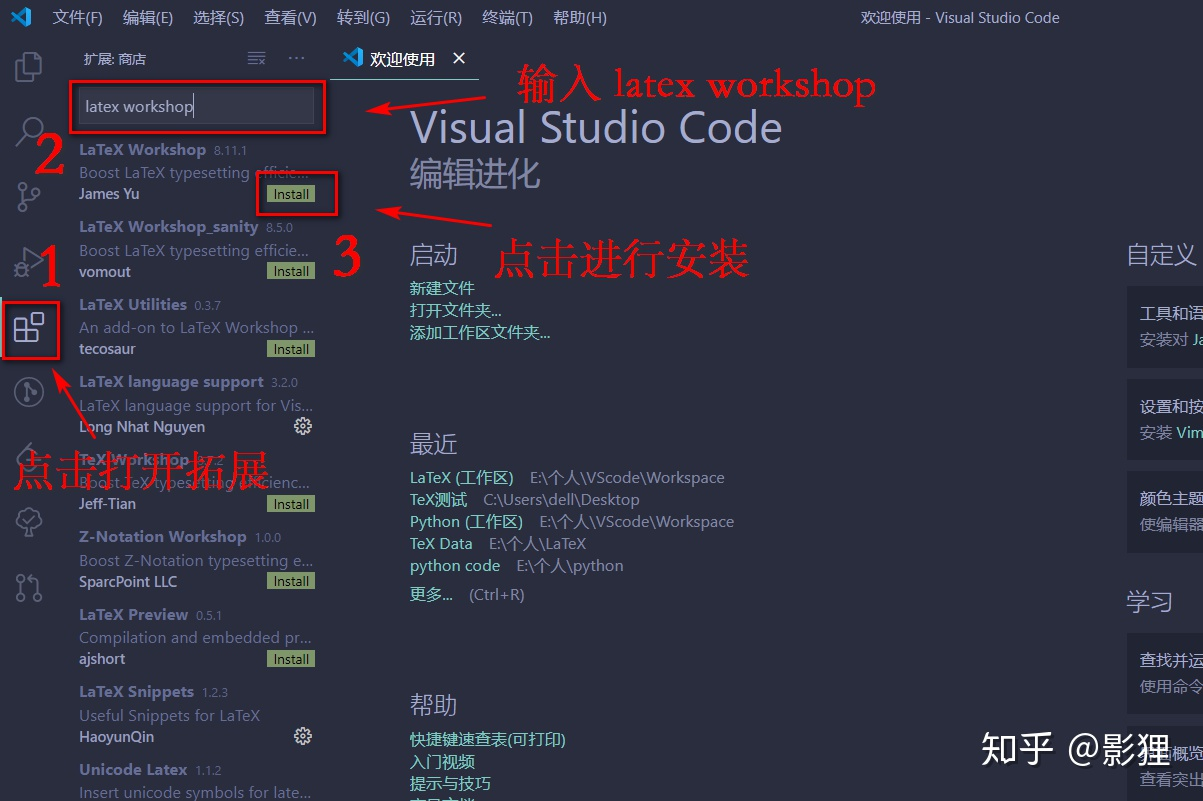 文件(F) 编辑(E) 选择(S) 查看(V) 转到(G) 运行(R) 终端(T) 帮助(H) 欢迎使用 - Visual Studio Code
扩展: 商店
欢迎使用
latex workshop
输入 latex workshop
2
LaTeX Workshop 8.11.1
Boost LaTeX typesetting efficie...
James Yu Install
点击进行安装
3
LaTeX Workshop_sanity 8.5.0
Boost LaTeX typesetting efficie...
vomout Install
1
LaTeX Utilities 0.3.7
An add-on to LaTeX Workshop ...
tecosaur Install
LaTeX language support 3.2.0
LaTeX language support for Vis...
Long Nhat Nguyen
点击打开拓展
TeX Workshop
Boost TeX typesetting efficienc...
Jeff-Tian Install
Z-Notation Workshop 1.0.0
Boost Z-Notation typesetting e...
SparcPoint LLC Install
LaTeX Preview 0.5.1
Compilation and embedded pr...
ajshort Install
LaTeX Snippets 1.2.3
Useful Snippets for LaTeX
HaoyunQin
Unicode Latex 1.1.2
Insert unicode symbols for late...
Visual Studio Code
编辑进化
启动
新建文件
打开文件夹...
添加工作区文件夹...
最近
LaTeX (工作区) E:\个人\VScode\Workspace
TeX测试 C:\Users\dell\Desktop
Python (工作区) E:\个人\VScode\Workspace
TeX Data E:\个人\LaTeX
python code E:\个人\python
更多... (Ctrl+R)
帮助
快捷键速查表(可打印)
入门视频
提示与技巧
自定义
工具和语
安装对 Ja
设置和按
安装 Vim
颜色主题
使编辑器
学习
查找并运
使用命令
面概览
查看突出
知乎 @影狸